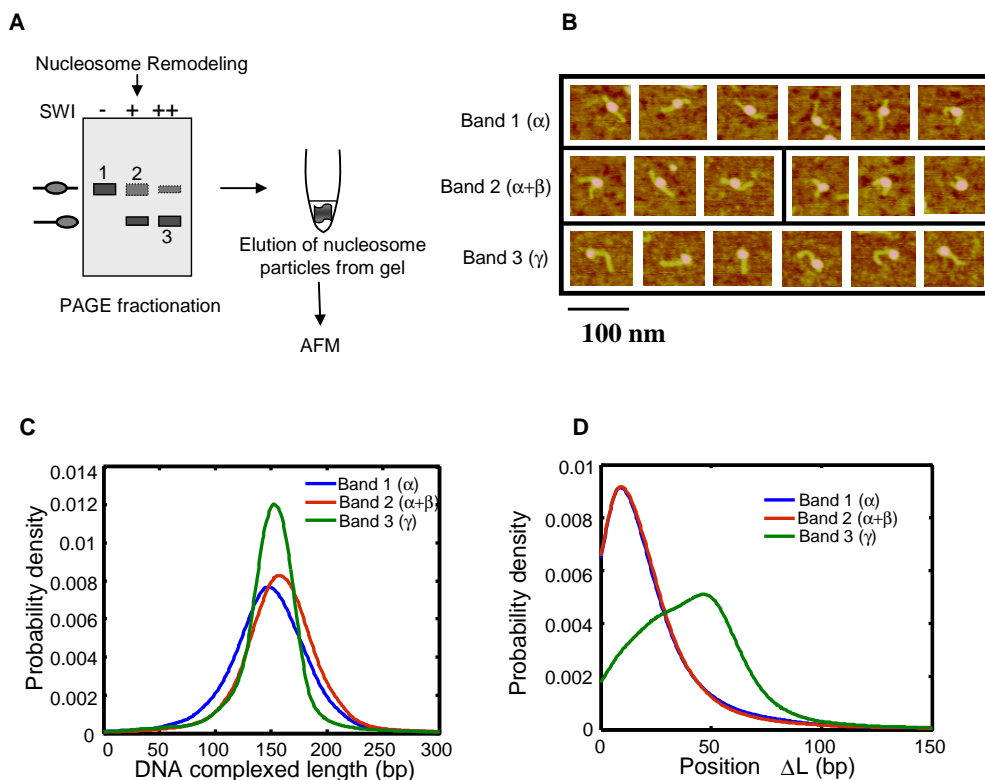 A
Nucleosome Remodeling
SWI - + ++
1 2
3
Elution of nucleosome
particles from gel
PAGE fractionation
AFM
B
Band 1 (α)
Band 2 (α+β)
Band 3 (γ)
100 nm
C
0.014
0.012
0.01
0.008
0.006
0.004
0.002
0
Probability density
Band 1 (α)
Band 2 (α+β)
Band 3 (γ)
0 50 100 150 200 250 300
DNA complexed length (bp)
D
0.01
0.008
0.006
0.004
0.002
0
Probability density
Band 1 (α)
Band 2 (α+β)
Band 3 (γ)
0 50 100 150
Position ΔL (bp)